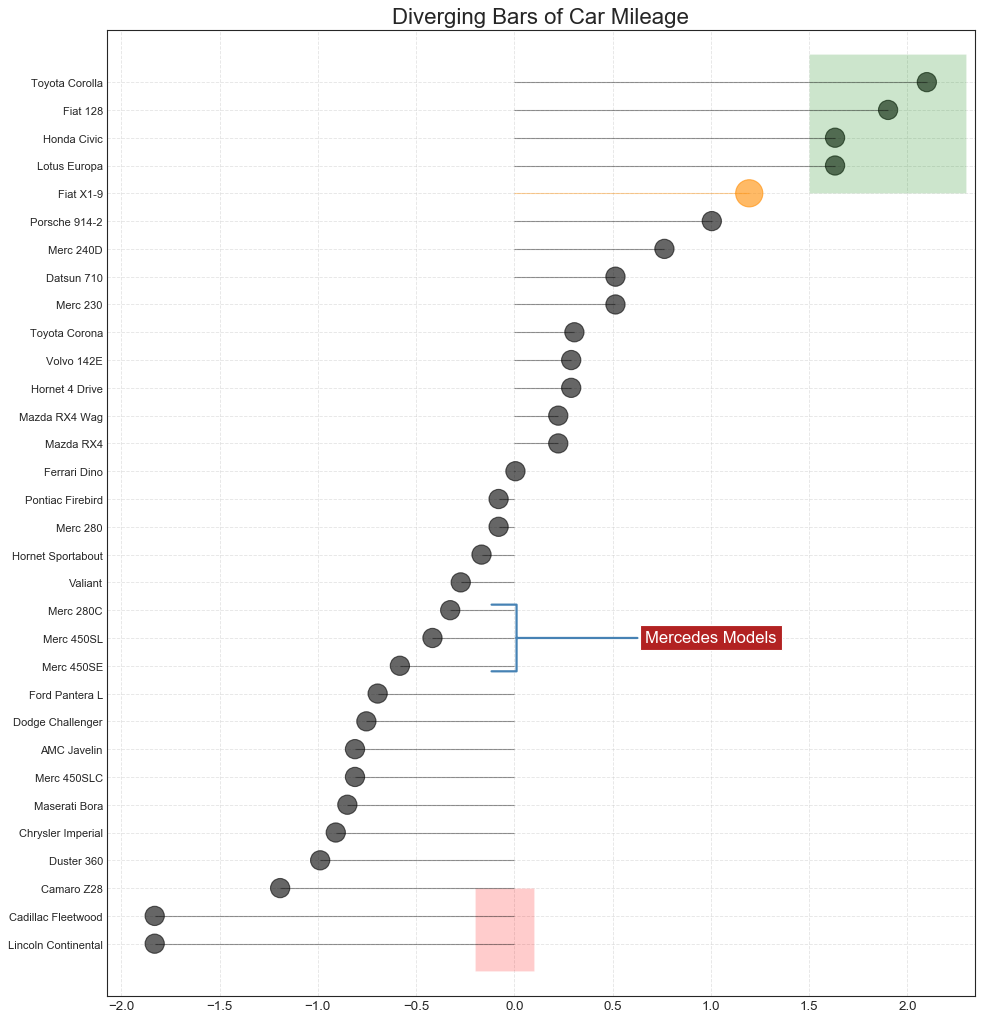 Diverging Bars of Car Mileage
Toyota Corolla
Fiat 128
Honda Civic
Lotus Europa
Fiat X1-9
Porsche 914-2
Merc 240D
Datsun 710
Merc 230
Toyota Corona
Volvo 142E
Hornet 4 Drive
Mazda RX4 Wag
Mazda RX4
Ferrari Dino
Pontiac Firebird
Merc 280
Hornet Sportabout
Valiant
Merc 280C
Merc 450SL
Mercedes Models
Merc 450SE
Ford Pantera L
Dodge Challenger
AMC Javelin
Merc 450SLC
Maserati Bora
Chrysler Imperial
Duster 360
Camaro Z28
Cadillac Fleetwood
Lincoln Continental
−2.0 −1.5 −1.0 −0.5 0.0 0.5 1.0 1.5 2.0